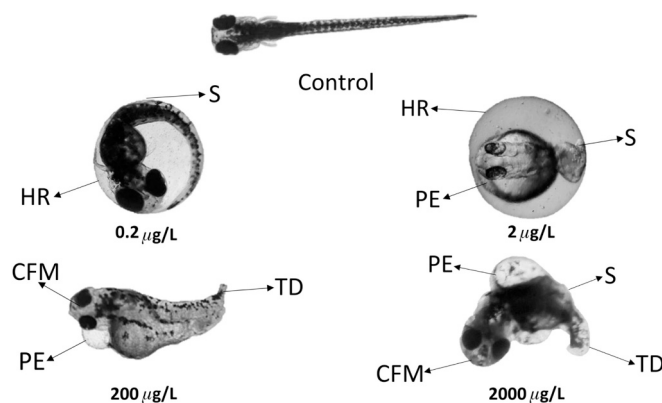 Control
S
HR
0.2 μg/L
HR
S
PE
2 μg/L
CFM
TD
PE
200 μg/L
PE
S
CFM
TD
2000 μg/L